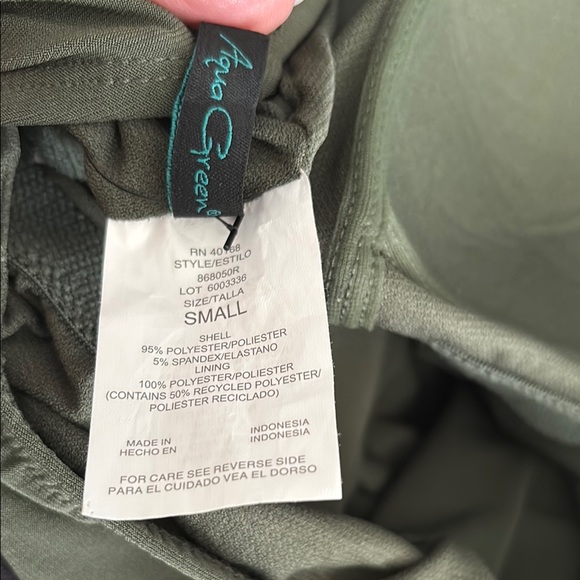 Aqua Green®
RN 40168
STYLE/ESTILO
868050R
LOT 6003336
SIZE/TALLA
SMALL
SHELL
95% POLYESTER/POLIESTER
5% SPANDEX/ELASTANO
LINING
100% POLYESTER/POLIESTER
(CONTAINS 50% RECYCLED POLYESTER/
POLIESTER RECICLADO)
MADE IN INDONESIA
HECHO EN INDONESIA
FOR CARE SEE REVERSE SIDE
PARA EL CUIDADO VEA EL DORSO